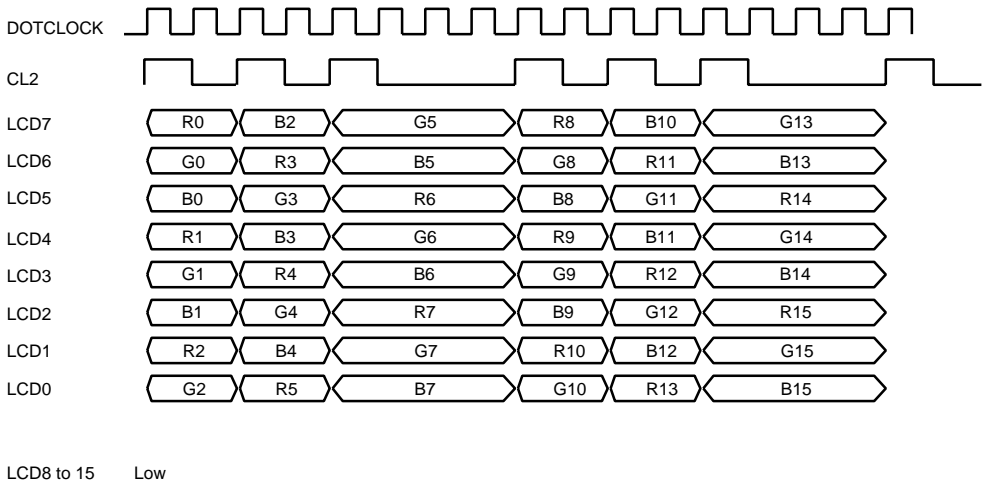 DOTCLOCK
CL2
LCD7 R0 B2 G5 R8 B10 G13
LCD6 G0 R3 B5 G8 R11 B13
LCD5 B0 G3 R6 B8 G11 R14
LCD4 R1 B3 G6 R9 B11 G14
LCD3 G1 R4 B6 G9 R12 B14
LCD2 B1 G4 R7 B9 G12 R15
LCD1 R2 B4 G7 R10 B12 G15
LCD0 G2 R5 B7 G10 R13 B15
LCD8 to 15 Low